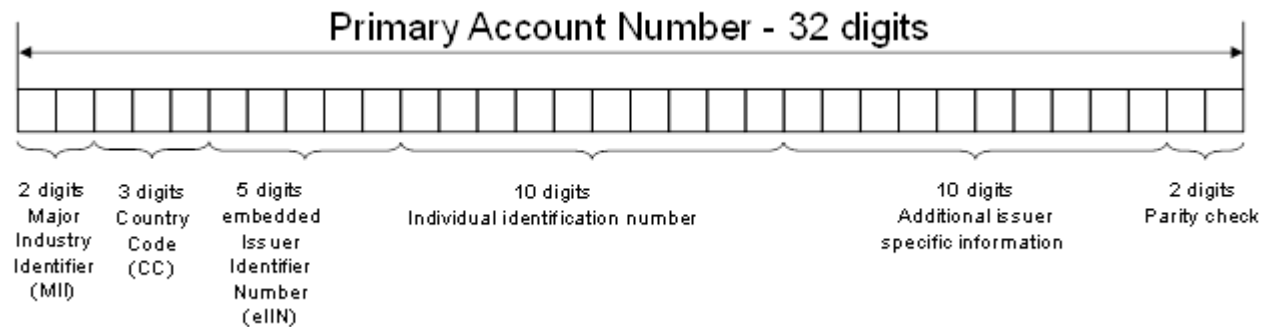 Primary Account Number - 32 digits
2 digits
Major
Industry
Identifier
(MII)
3 digits
Country
Code
(CC)
5 digits
embedded
Issuer
Identifier
Number
(eIIN)
10 digits
Individual identification number
10 digits
Additional issuer
specific information
2 digits
Parity check